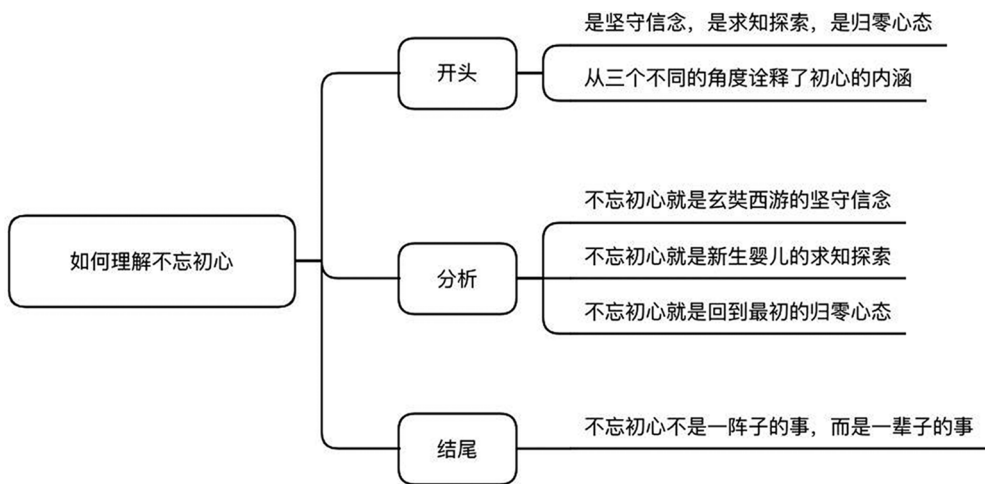 如何理解不忘初心
开头
是坚守信念，是求知探索，是归零心态
从三个不同的角度诠释了初心的内涵
分析
不忘初心就是玄奘西游的坚守信念
不忘初心就是新生婴儿的求知探索
不忘初心就是回到最初的归零心态
结尾
不忘初心不是一阵子的事，而是一辈子的事